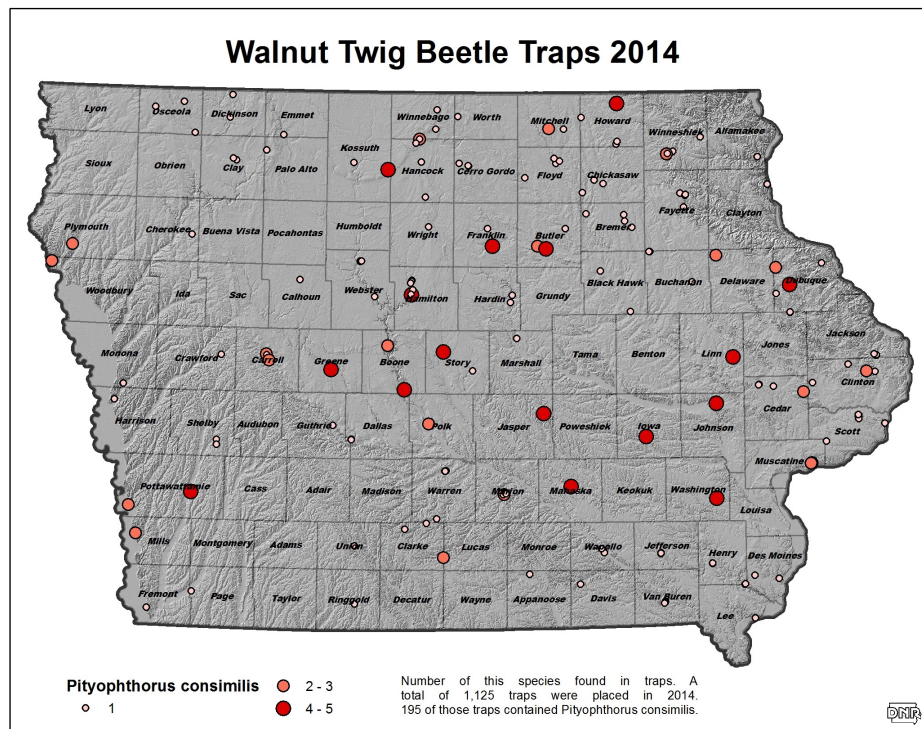 Walnut Twig Beetle Traps 2014
Lyon
Osceola
Dickinson
Emmet
Winnebago
Worth
Mitchell
Howard
Winneshiek
Allamakee
Sioux
Obrien
Clay
Palo Alto
Kossuth
Hancock
Cerro Gordo
Floyd
Chickasaw
Fayette
Clayton
Plymouth
Cherokee
Buena Vista
Pocahontas
Humboldt
Wright
Franklin
Butler
Bremer
Woodbury
Ida
Sac
Calhoun
Webster
Hamilton
Hardin
Grundy
Black Hawk
Buchanan
Delaware
Dubuque
Monona
Crawford
Carroll
Greene
Boone
Story
Marshall
Tama
Benton
Linn
Jones
Jackson
Clinton
Harrison
Shelby
Audubon
Guthrie
Dallas
Polk
Jasper
Poweshiek
Iowa
Johnson
Cedar
Scott
Muscatine
Pottawattamie
Cass
Adair
Madison
Warren
Marion
Mahaska
Keokuk
Washington
Louisa
Mills
Montgomery
Adams
Union
Clarke
Lucas
Monroe
Wapello
Jefferson
Henry
Des Moines
Fremont
Page
Taylor
Ringgold
Decatur
Wayne
Appanoose
Davis
Van Buren
Lee
Pityophthorus consimilis
1
2 - 3
4 - 5
Number of this species found in traps. A
total of 1,125 traps were placed in 2014.
195 of those traps contained Pityophthorus consimilis.
DNR